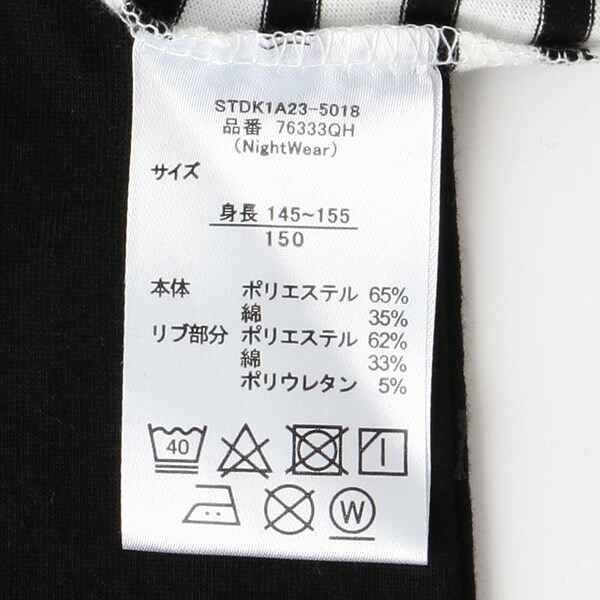 STDK1A23-5018
品番 76333QH
(NightWear)
サイズ
身長 145~155
150
本体 ポリエステル 65%
綿 35%
リブ部分 ポリエステル 62%
綿 33%
ポリウレタン 5%
40
W